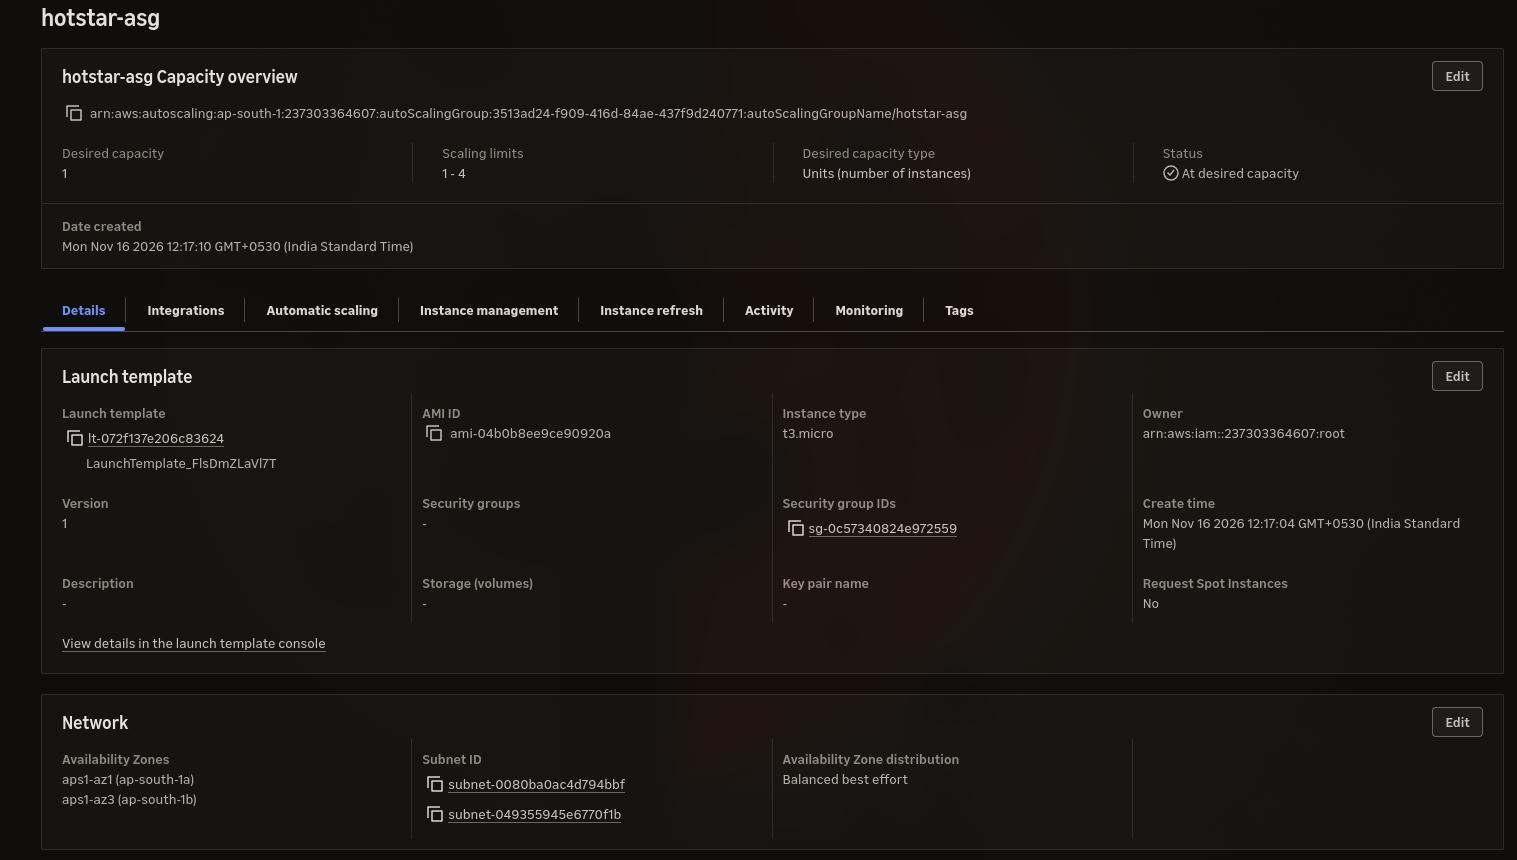 hotstar-asg
hotstar-asg Capacity overview
Edit
arn:aws:autoscaling:ap-south-1:237303364607:autoScalingGroup:3513ad24-f909-416d-84ae-437f9d240771:autoScalingGroupName/hotstar-asg
Desired capacity
1
Scaling limits
1 - 4
Desired capacity type
Units (number of instances)
Status
At desired capacity
Date created
Mon Nov 16 2026 12:17:10 GMT+0530 (India Standard Time)
Details
Integrations
Automatic scaling
Instance management
Instance refresh
Activity
Monitoring
Tags
Launch template
Edit
Launch template
lt-072f137e206c83624
LaunchTemplate_FlsDmZLaVl7T
AMI ID
ami-04b0b8ee9ce90920a
Instance type
t3.micro
Owner
arn:aws:iam::237303364607:root
Version
1
Security groups
-
Security group IDs
sg-0c57340824e972559
Create time
Mon Nov 16 2026 12:17:04 GMT+0530 (India Standard
Time)
Description
-
Storage (volumes)
-
Key pair name
-
Request Spot Instances
No
View details in the launch template console
Network
Edit
Availability Zones
aps1-az1 (ap-south-1a)
aps1-az3 (ap-south-1b)
Subnet ID
subnet-0080ba0ac4d794bbf
subnet-049355945e6770f1b
Availability Zone distribution
Balanced best effort